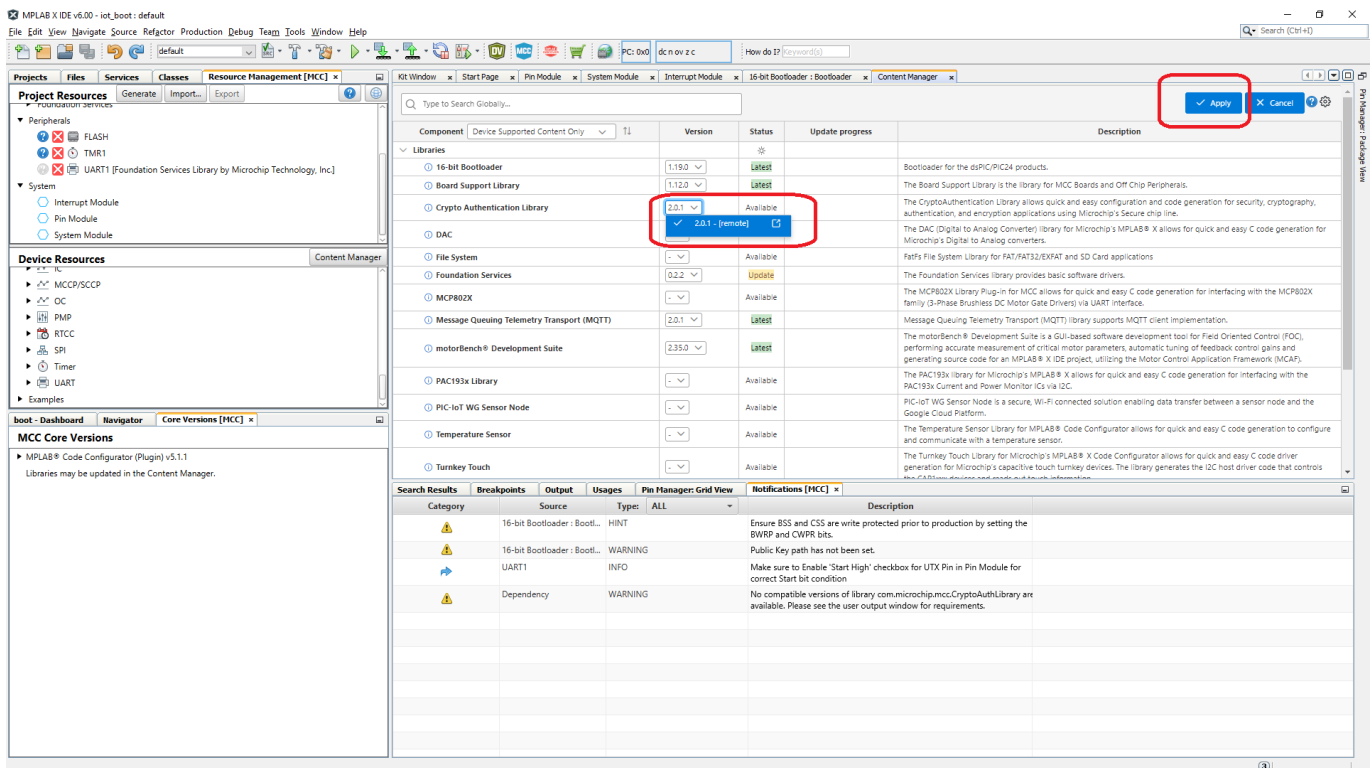 MPLAB X IDE v6.00 - iot_boot : default
File Edit View Navigate Source Refactor Production Debug Team Tools Window Help
Search (Ctrl+I)
default
PC: 0x0
dc n ov z c
How do I? Keyword(s)
Projects Files Services Classes Resource Management [MCC]
Project Resources Generate Import... Export
Foundation Services
Peripherals
FLASH
TMR1
UART1 [Foundation Services Library by Microchip Technology, Inc.]
System
Interrupt Module
Pin Module
System Module
Device Resources
Content Manager
IC
MCCP/SCCP
OC
PMP
RTCC
SPI
Timer
UART
Examples
boot - Dashboard Navigator Core Versions [MCC]
MCC Core Versions
MPLAB® Code Configurator (Plugin) v5.1.1
Libraries may be updated in the Content Manager.
Kit Window Start Page Pin Module System Module Interrupt Module 16-bit Bootloader : Bootloader Content Manager
Type to Search Globally...
Apply
Cancel
Component Device Supported Content Only Version Status Update progress Description
Libraries
16-bit Bootloader 1.19.0 Latest Bootloader for the dsPIC/PIC24 products.
Board Support Library 1.12.0 Latest The Board Support Library is the library for MCC Boards and Off Chip Peripherals.
Crypto Authentication Library 2.0.1 Available The CryptoAuthentication Library allows quick and easy configuration and code generation for security, cryptography,
authentication, and encryption applications using Microchip's Secure chip line.
2.0.1 - [remote]
DAC Available The DAC (Digital to Analog Converter) library for Microchip's MPLAB® X allows for quick and easy C code generation for
Microchip's Digital to Analog converters.
File System - Available FatFs File System Library for FAT/FAT32/EXFAT and SD Card applications
Foundation Services 0.2.2 Update The Foundation Services library provides basic software drivers.
MCP802X - Available The MCP802X Library Plug-in for MCC allows for quick and easy C code generation for interfacing with the MCP802X
family (3-Phase Brushless DC Motor Gate Drivers) via UART interface.
Message Queuing Telemetry Transport (MQTT) 2.0.1 Latest Message Queuing Telemetry Transport (MQTT) library supports MQTT client implementation.
motorBench® Development Suite 2.35.0 Latest The motorBench® Development Suite is a GUI-based software development tool for Field Oriented Control (FOC),
performing accurate measurement of critical motor parameters, automatic tuning of feedback control gains and
generating source code for an MPLAB® X IDE project, utilizing the Motor Control Application Framework (MCAF).
PAC193x Library - Available The PAC193x library for Microchip's MPLAB® X allows for quick and easy C code generation for interfacing with the
PAC193x Current and Power Monitor ICs via I2C.
PIC-IoT WG Sensor Node - Available PIC-IoT WG Sensor Node is a secure, Wi-Fi connected solution enabling data transfer between a sensor node and the
Google Cloud Platform.
Temperature Sensor - Available The Temperature Sensor Library for MPLAB® Code Configurator allows for quick and easy C code generation to configure
and communicate with a temperature sensor.
Turnkey Touch - Available The Turnkey Touch Library for Microchip's MPLAB® X Code Configurator allows for quick and easy C code driver
generation for Microchip's capacitive touch turnkey devices. The library generates the I2C host driver code that controls
the CAP1xxx devices and reads out touch information.
Pin Manager: Package View
Search Results Breakpoints Output Usages Pin Manager: Grid View Notifications [MCC]
Category Source Type: ALL Description
16-bit Bootloader : Bootl... HINT Ensure BSS and CSS are write protected prior to production by setting the
BWRP and CWPR bits.
16-bit Bootloader : Bootl... WARNING Public Key path has not been set.
UART1 INFO Make sure to Enable 'Start High' checkbox for UTX Pin in Pin Module for
correct Start bit condition
Dependency WARNING No compatible versions of library com.microchip.mcc.CryptoAuthLibrary are
available. Please see the user output window for requirements.